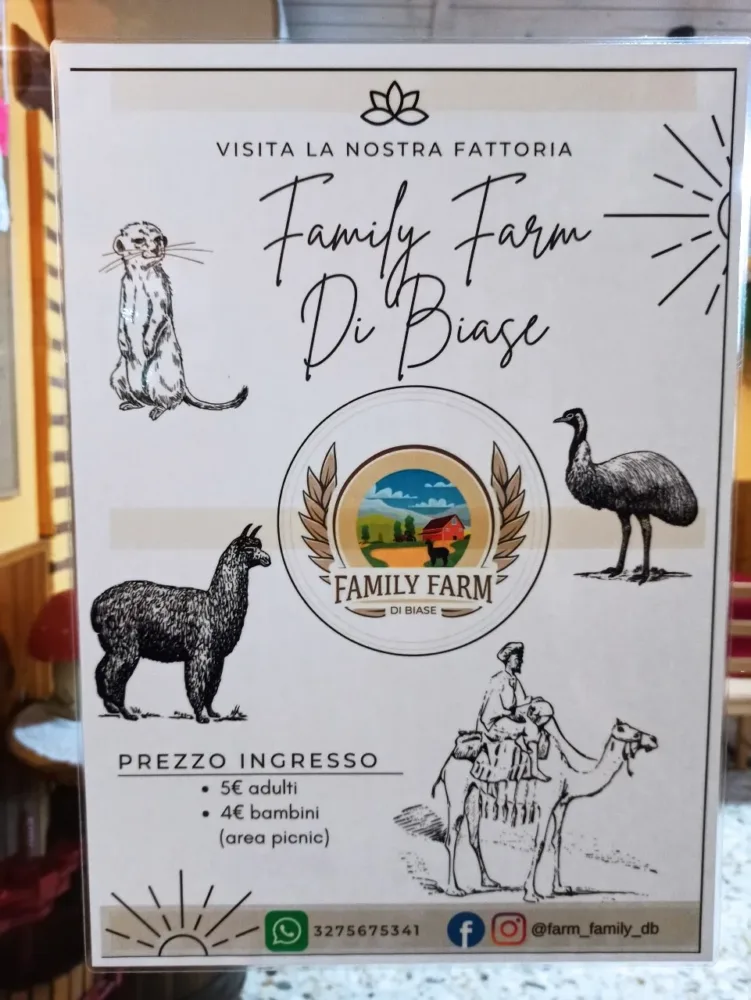 VISITA LA NOSTRA FATTORIA
Family Farm
Di Biase
FAMILY FARM
DI BIASE
PREZZO INGRESSO
• 5€ adulti
• 4€ bambini
(area picnic)
3275675341
@farm_family_db